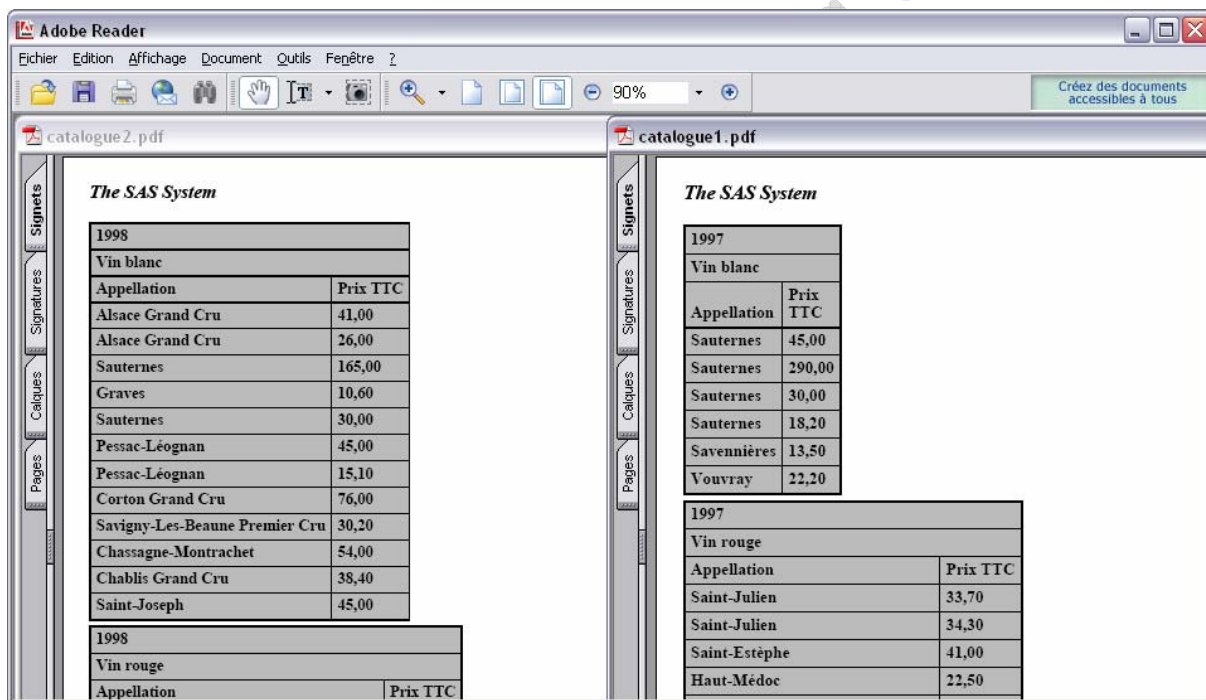 Adobe Reader
Fichier Edition Affichage Document Outils Fenêtre ?
90%
Créez des documents
accessibles à tous
catalogue2.pdf
Signets
Signatures
Calques
Pages
The SAS System
1998
Vin blanc
Appellation Prix TTC
Alsace Grand Cru 41,00
Alsace Grand Cru 26,00
Sauternes 165,00
Graves 10,60
Sauternes 30,00
Pessac-Léognan 45,00
Pessac-Léognan 15,10
Corton Grand Cru 76,00
Savigny-Les-Beaune Premier Cru 30,20
Chassagne-Montrachet 54,00
Chablis Grand Cru 38,40
Saint-Joseph 45,00
1998
Vin rouge
Appellation Prix TTC
catalogue1.pdf
Signets
Signatures
Calques
Pages
The SAS System
1997
Vin blanc
Appellation Prix
TTC
Sauternes 45,00
Sauternes 290,00
Sauternes 30,00
Sauternes 18,20
Savennières 13,50
Vouvray 22,20
1997
Vin rouge
Appellation Prix TTC
Saint-Julien 33,70
Saint-Julien 34,30
Saint-Estèphe 41,00
Haut-Médoc 22,50